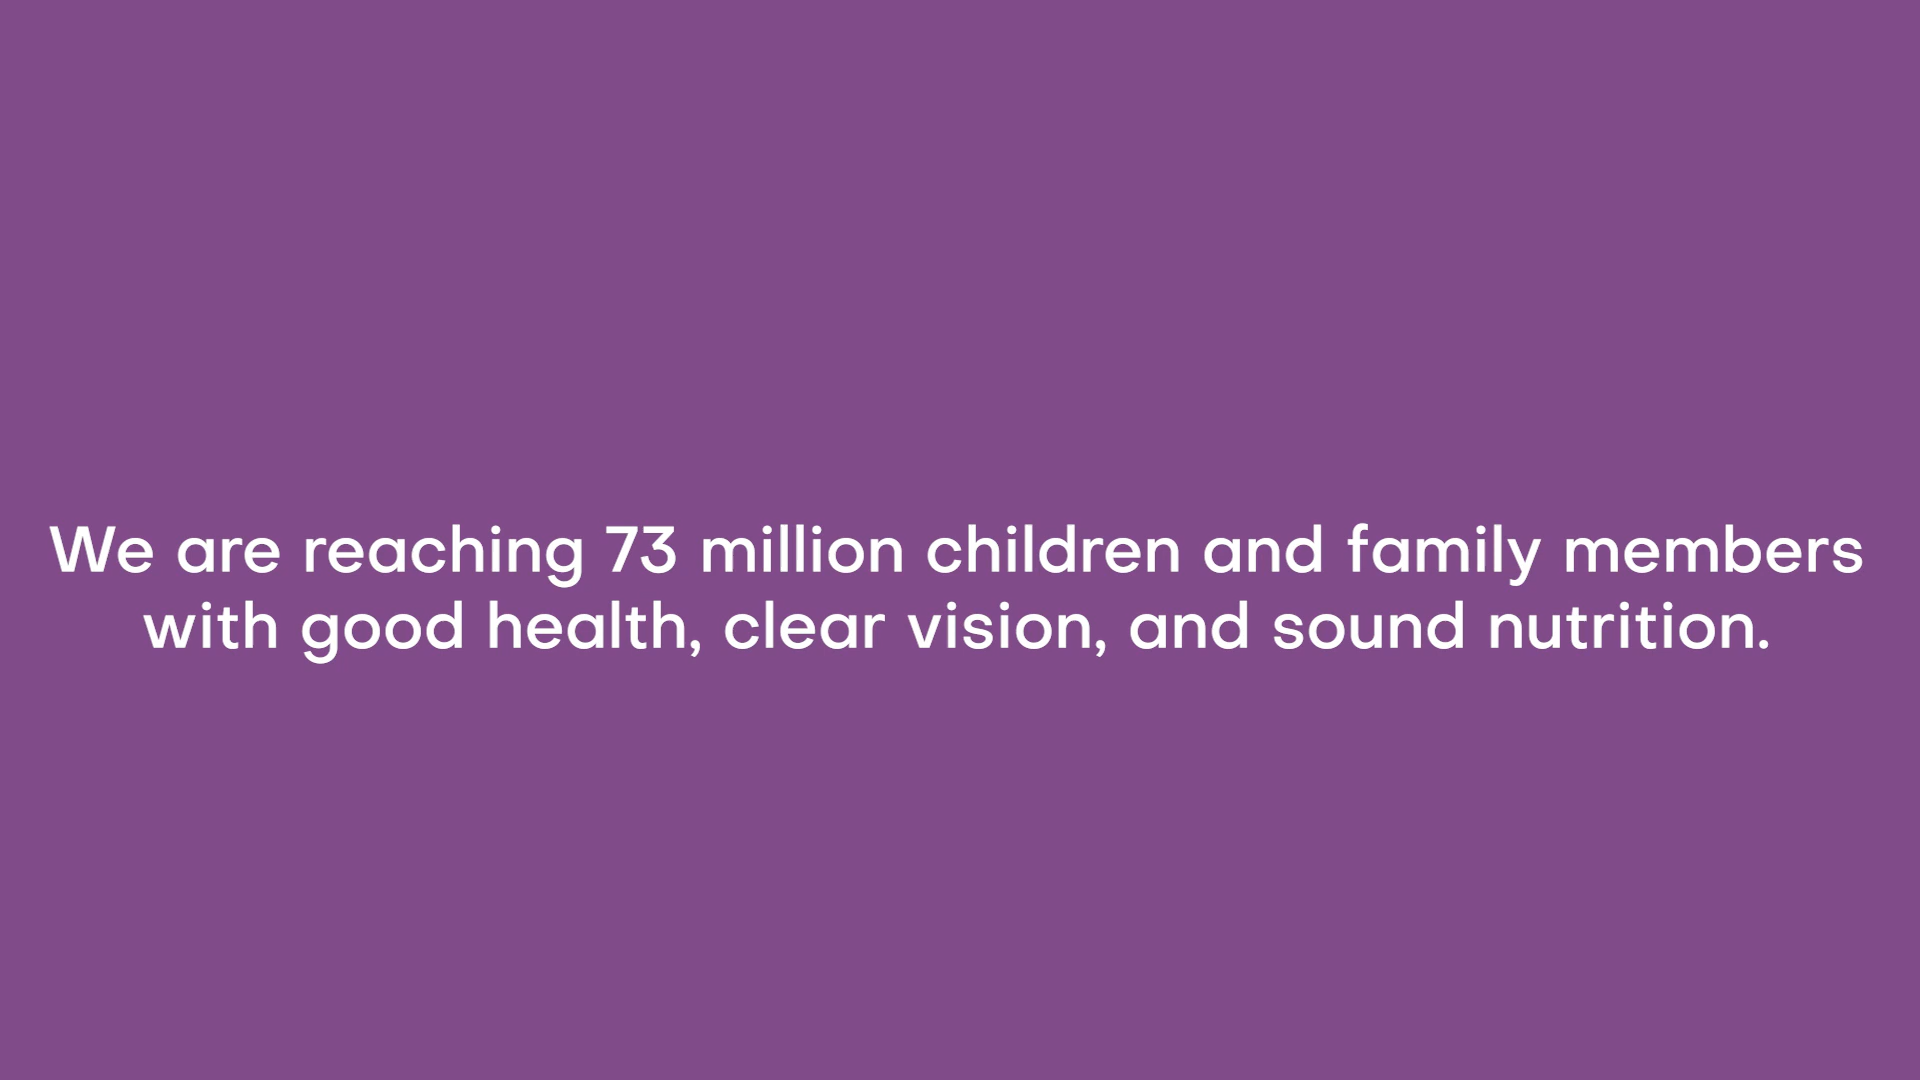 We are reaching 73 million children and family members
with good health, clear vision, and sound nutrition.